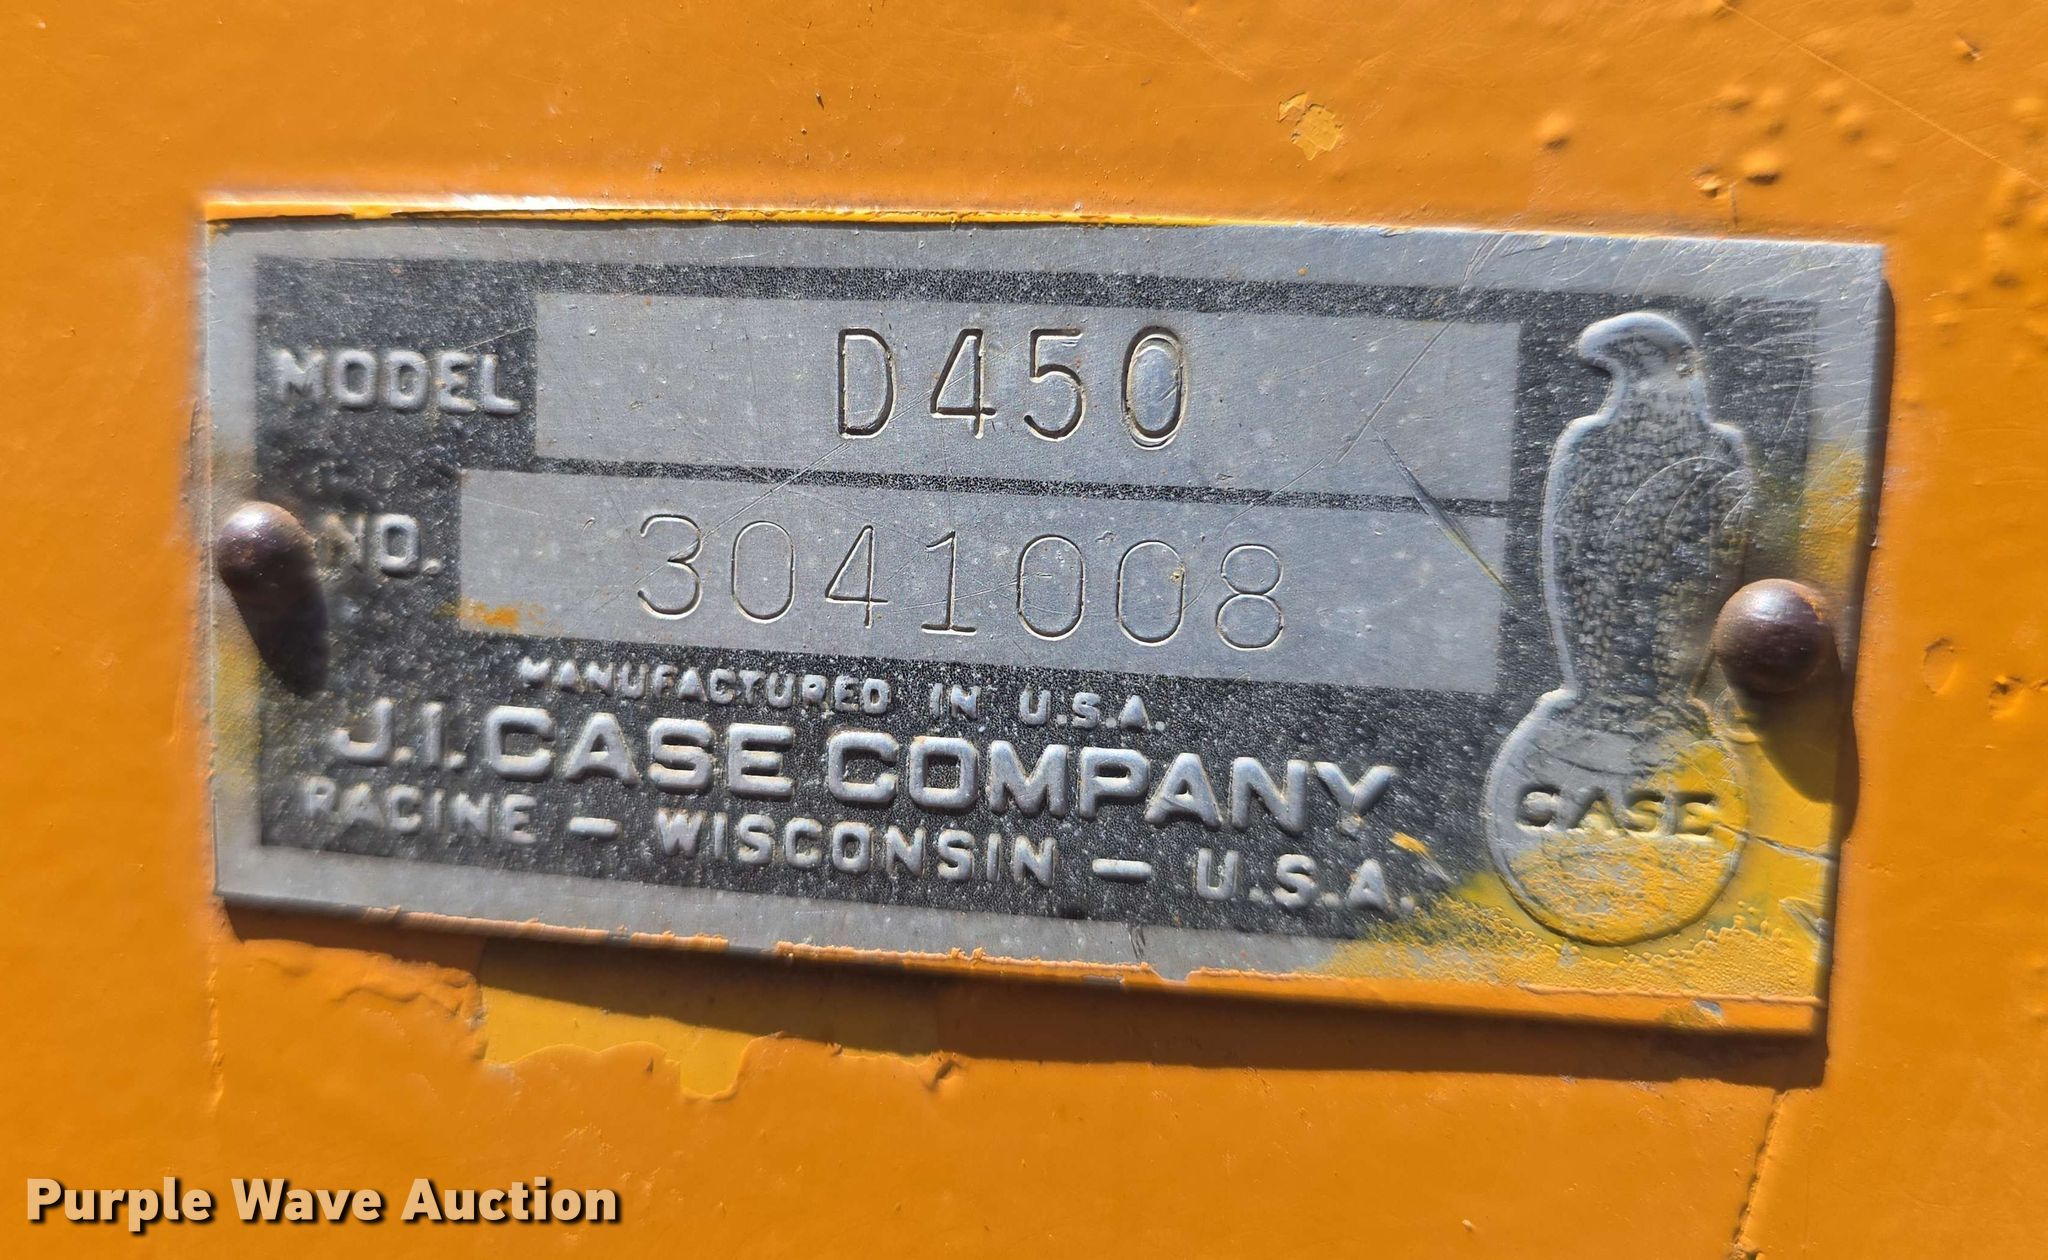 MODEL D450
NO. 3041008
MANUFACTURED IN U.S.A.
J.I. CASE COMPANY
RACINE — WISCONSIN — U.S.A.
CASE
Purple Wave Auction